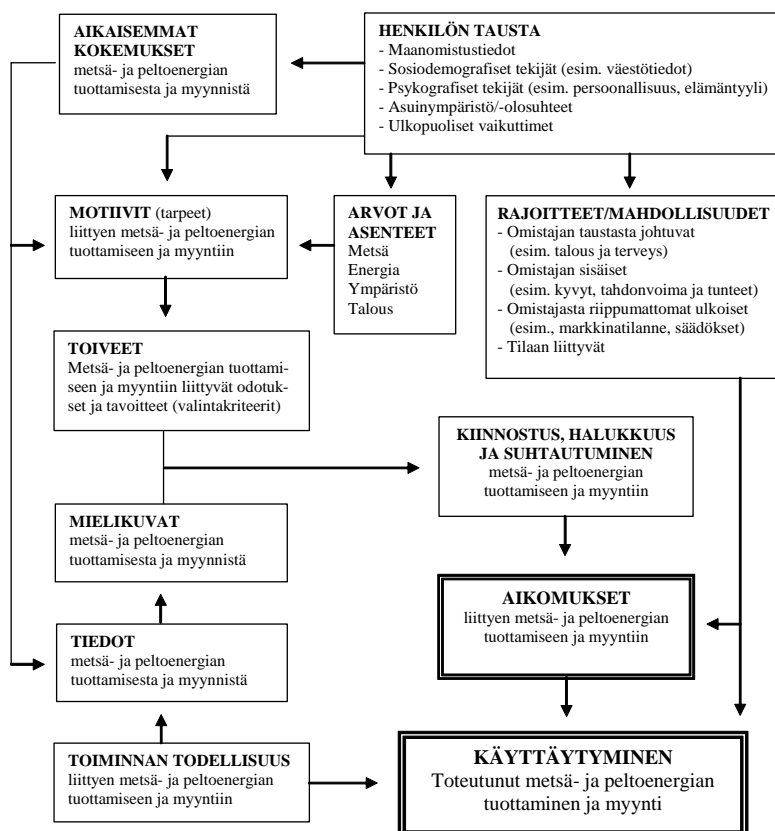 AIKAISEMMAT
KOKEMUKSET
metsä- ja peltoenergian
tuottamisesta ja myynnistä
HENKILÖN TAUSTA
- Maanomistustiedot
- Sosiodemografiset tekijät (esim. väestötiedot)
- Psykografiset tekijät (esim. persoonallisuus, elämäntyyli)
- Asuinympäristö/-olosuhteet
- Ulkopuoliset vaikuttimet
MOTIIVIT (tarpeet)
liittyen metsä- ja peltoenergian
tuottamiseen ja myyntiin
ARVOT JA
ASENTEET
Metsä
Energia
Ympäristö
Talous
RAJOITTEET/MAHDOLLISUUDET
- Omistajan taustasta johtuvat
(esim. talous ja terveys)
- Omistajan sisäiset
(esim. kyvyt, tahdonvoima ja tunteet)
- Omistajasta riippumattomat ulkoiset
(esim., markkinatilanne, säädökset)
- Tilaan liittyvät
TOIVEET
Metsä- ja peltoenergian tuottami-
seen ja myyntiin liittyvät odotuk-
set ja tavoitteet (valintakriteerit)
KIINNOSTUS, HALUKKUUS
JA SUHTAUTUMINEN
metsä- ja peltoenergian
tuottamiseen ja myyntiin
MIELIKUVAT
metsä- ja peltoenergian
tuottamisesta ja myynnistä
AIKOMUKSET
liittyen metsä- ja peltoenergian
tuottamiseen ja myyntiin
TIEDOT
metsä- ja peltoenergian
tuottamisesta ja myynnistä
TOIMINNAN TODELLISUUS
liittyen metsä- ja peltoenergian
tuottamiseen ja myyntiin
KÄYTTÄYTYMINEN
Toteutunut metsä- ja peltoenergian
tuottaminen ja myynti